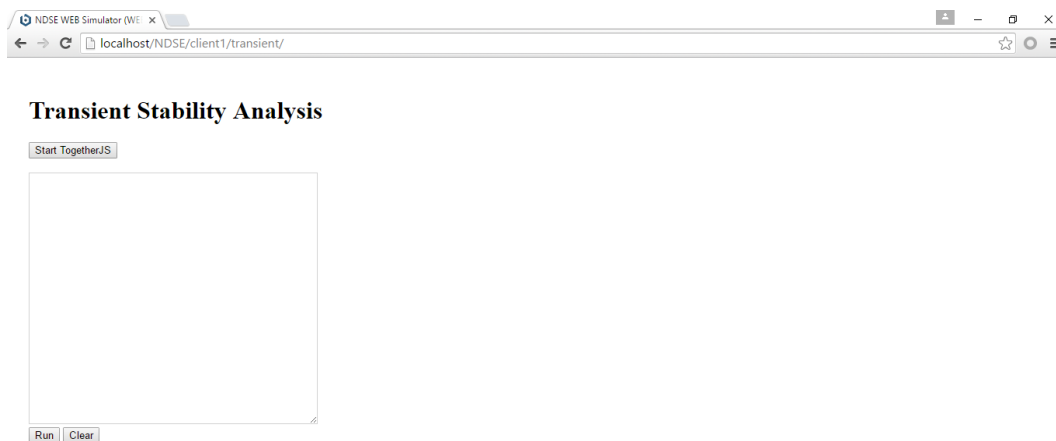 NDSE WEB Simulator (WE
localhost/NDSE/client1/transient/
Transient Stability Analysis
Start TogetherJS
Run Clear